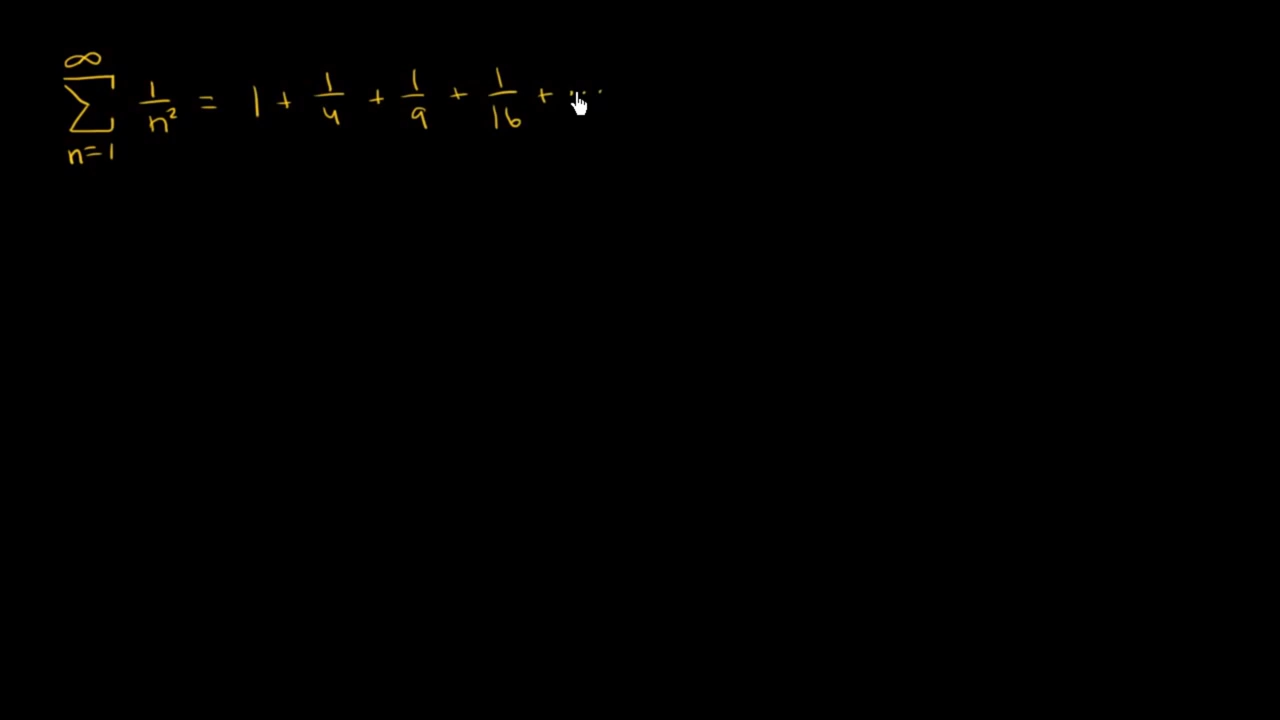 ∞ ∑ n=1 1/n² = 1 + 1/4 + 1/9 + 1/16 + ...